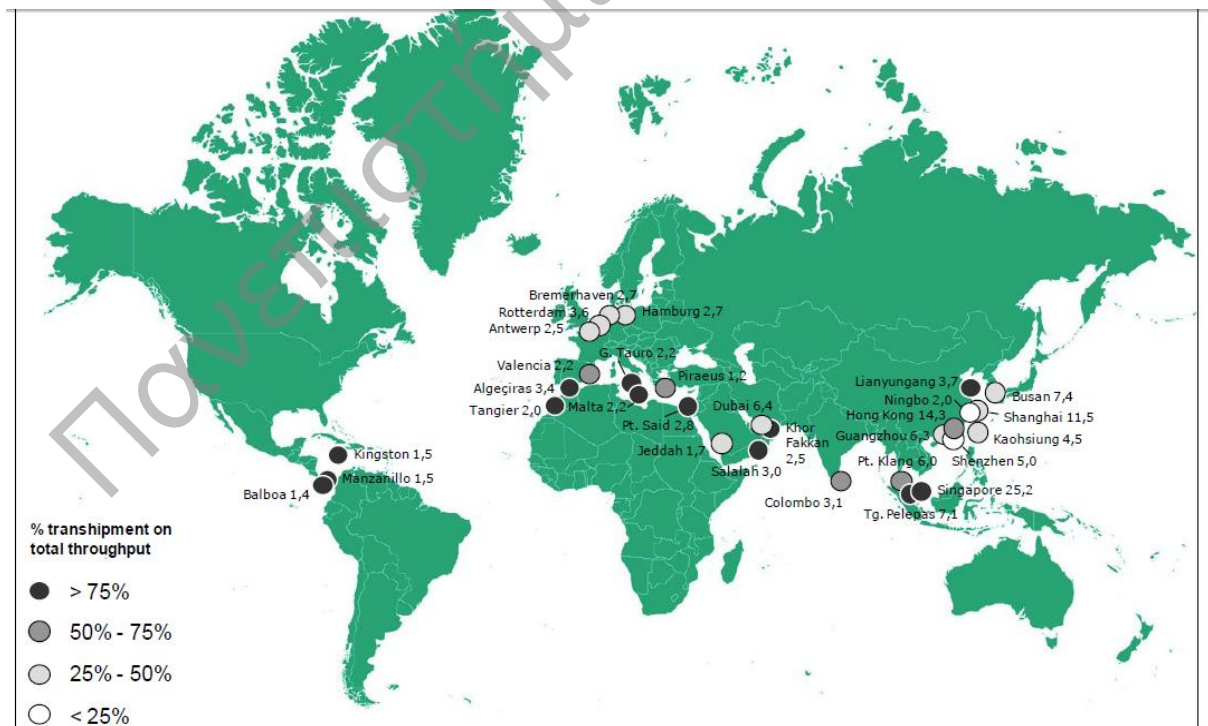 Πανεπιστήμ
Bremerhaven 2,7
Rotterdam 3,6
Hamburg 2,7
Antwerp 2,5
G. Tauro 2,2
Valencia 2,2
Piraeus 1,2
Algeçiras 3,4
Tangier 2,0
Malta 2,2
Dubai 6,4
Pt. Said 2,8
Khor
Fakkan
2,5
Jeddah 1,7
Salalah 3,0
Lianyungang 3,7
Busan 7,4
Ningbo 2,0
Hong Kong 14,3
Shanghai 11,5
Guangzhou 6,3
Kaohsiung 4,5
Pt. Klang 6,0
Shenzhen 5,0
Colombo 3,1
Singapore 25,2
Tg. Pelepas 7,1
Kingston 1,5
Manzanillo 1,5
Balboa 1,4
% transhipment on
total throughput
> 75%
50% - 75%
25% - 50%
< 25%